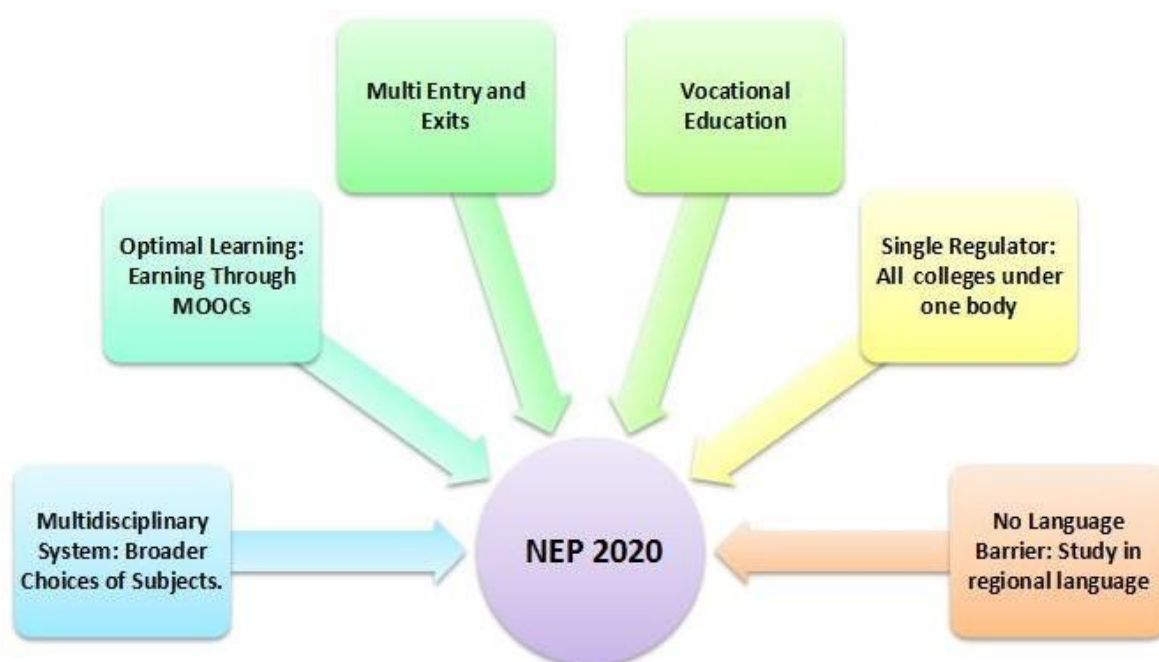 Multi Entry and
Exits
Vocational
Education
Optimal Learning:
Earning Through
MOOCs
Single Regulator:
All colleges under
one body
Multidisciplinary
System: Broader
Choices of Subjects.
NEP 2020
No Language
Barrier: Study in
regional language